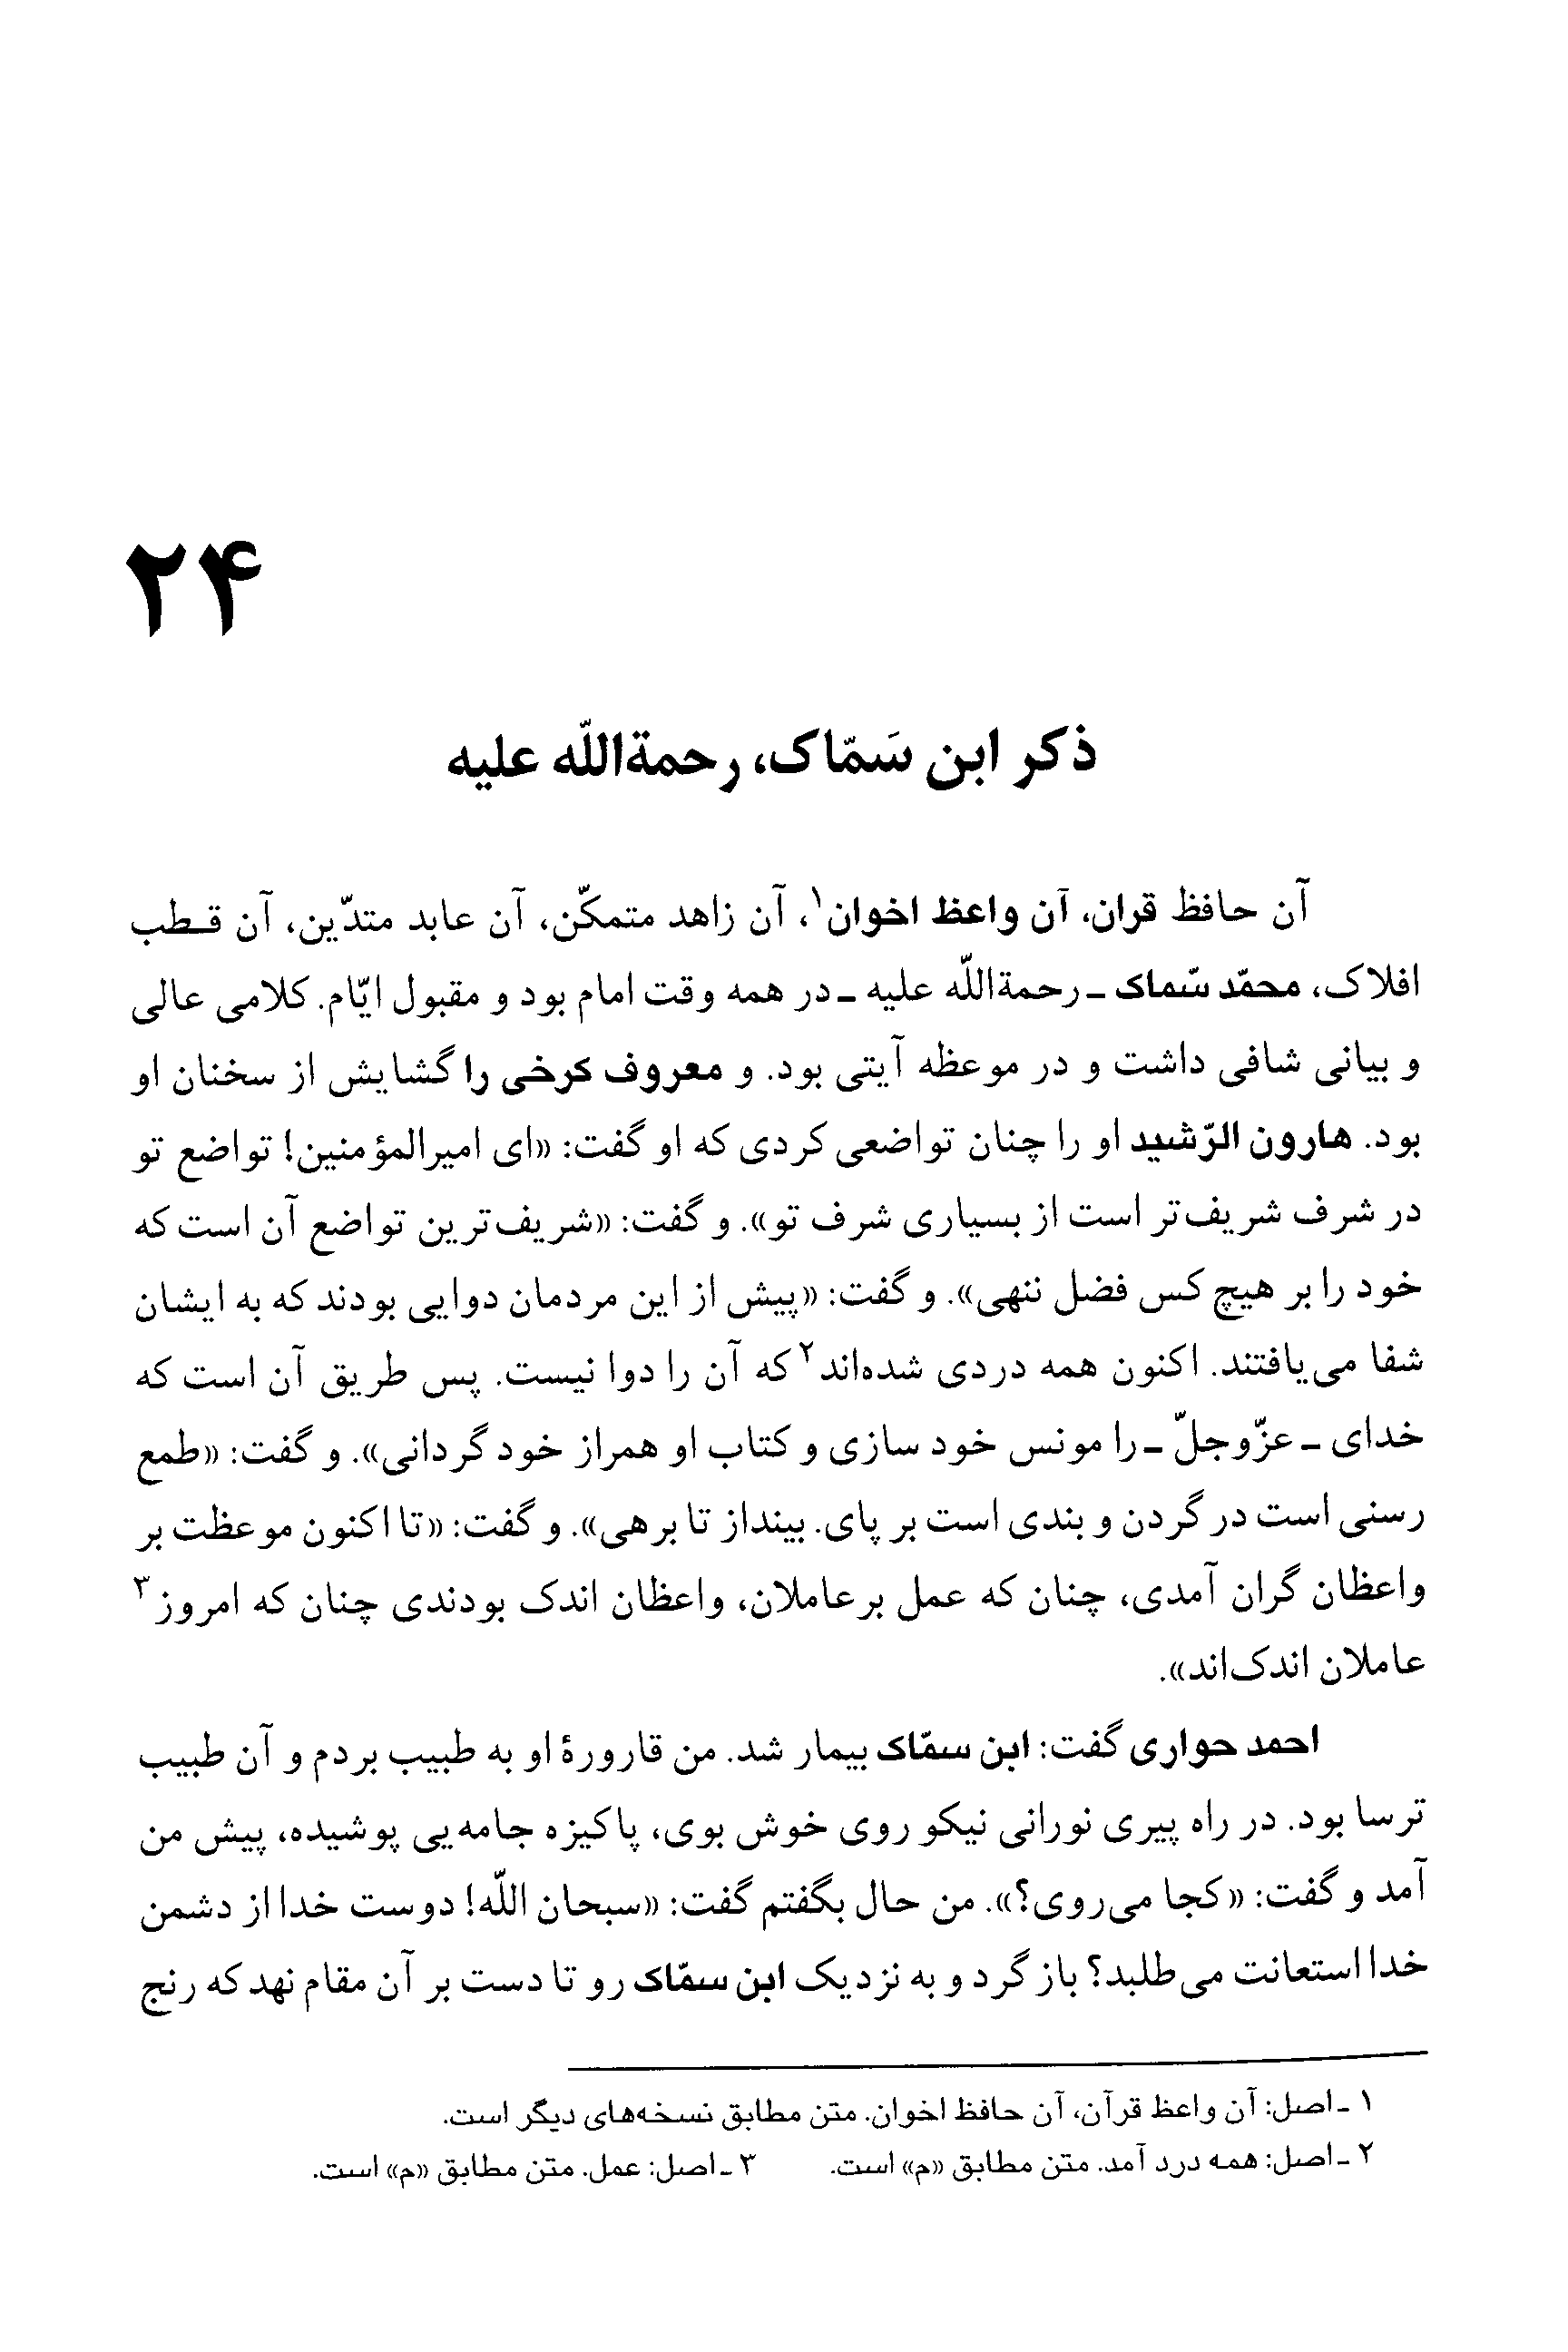 ۲۴
ذکر ابن سَمّاک، رحمةاللّه علیه
آن حافظ قران، آن واعظ اخوان۱، آن زاهد متمکّن، آن عابد متدّین، آن قـطب
افلاک، محمّد سّماک ـ رحمةاللّه علیه ـ در همه وقت امام بود و مقبول ایّام. کلامی عالی
و بیانی شافی داشت و در موعظه آیتی بود. و معروف کرخی را گشایش از سخنان او
بود. هارون الرّشید او را چنان تواضعی کردی که او گفت: «ای امیرالمؤمنین! تواضع تو
در شرف شریف‌تر است از بسیاری شرف تو». و گفت: «شریف‌ترین تواضع آن است که
خود را بر هیچ کس فضل ننهی». و گفت: «پیش از این مردمان دوایی بودند که به ایشان
شفا می‌یافتند. اکنون همه دردی شده‌اند۲ که آن را دوا نیست. پس طریق آن است که
خدای ـ عزّوجلّ ـ را مونس خود سازی و کتاب او همراز خود گردانی». و گفت: «طمع
رسنی است در گردن و بندی است بر پای. بینداز تا برهی». و گفت: «تا اکنون موعظت بر
واعظان گران آمدی، چنان که عمل بر عاملان، واعظان اندک بودندی چنان که امروز۳
عاملان اندک‌اند».
احمد حواری گفت: ابن سمّاک بیمار شد. من قارورهٔ او به طبیب بردم و آن طبیب
ترسا بود. در راه پیری نورانی نیکو روی خوش بوی، پاکیزه جامه‌یی پوشیده، پیش من
آمد و گفت: «کجا می‌روی؟». من حال بگفتم گفت: «سبحان اللّه! دوست خدا از دشمن
خدا استعانت می‌طلبد؟ باز گرد و به نزدیک ابن سمّاک رو تا دست بر آن مقام نهد که رنج
۱ ـ اصل: آن واعظ قرآن، آن حافظ اخوان. متن مطابق نسخه‌های دیگر است.
۲ ـ اصل: همه درد آمد. متن مطابق «م» است. ۳ ـ اصل: عمل. متن مطابق «م» است.